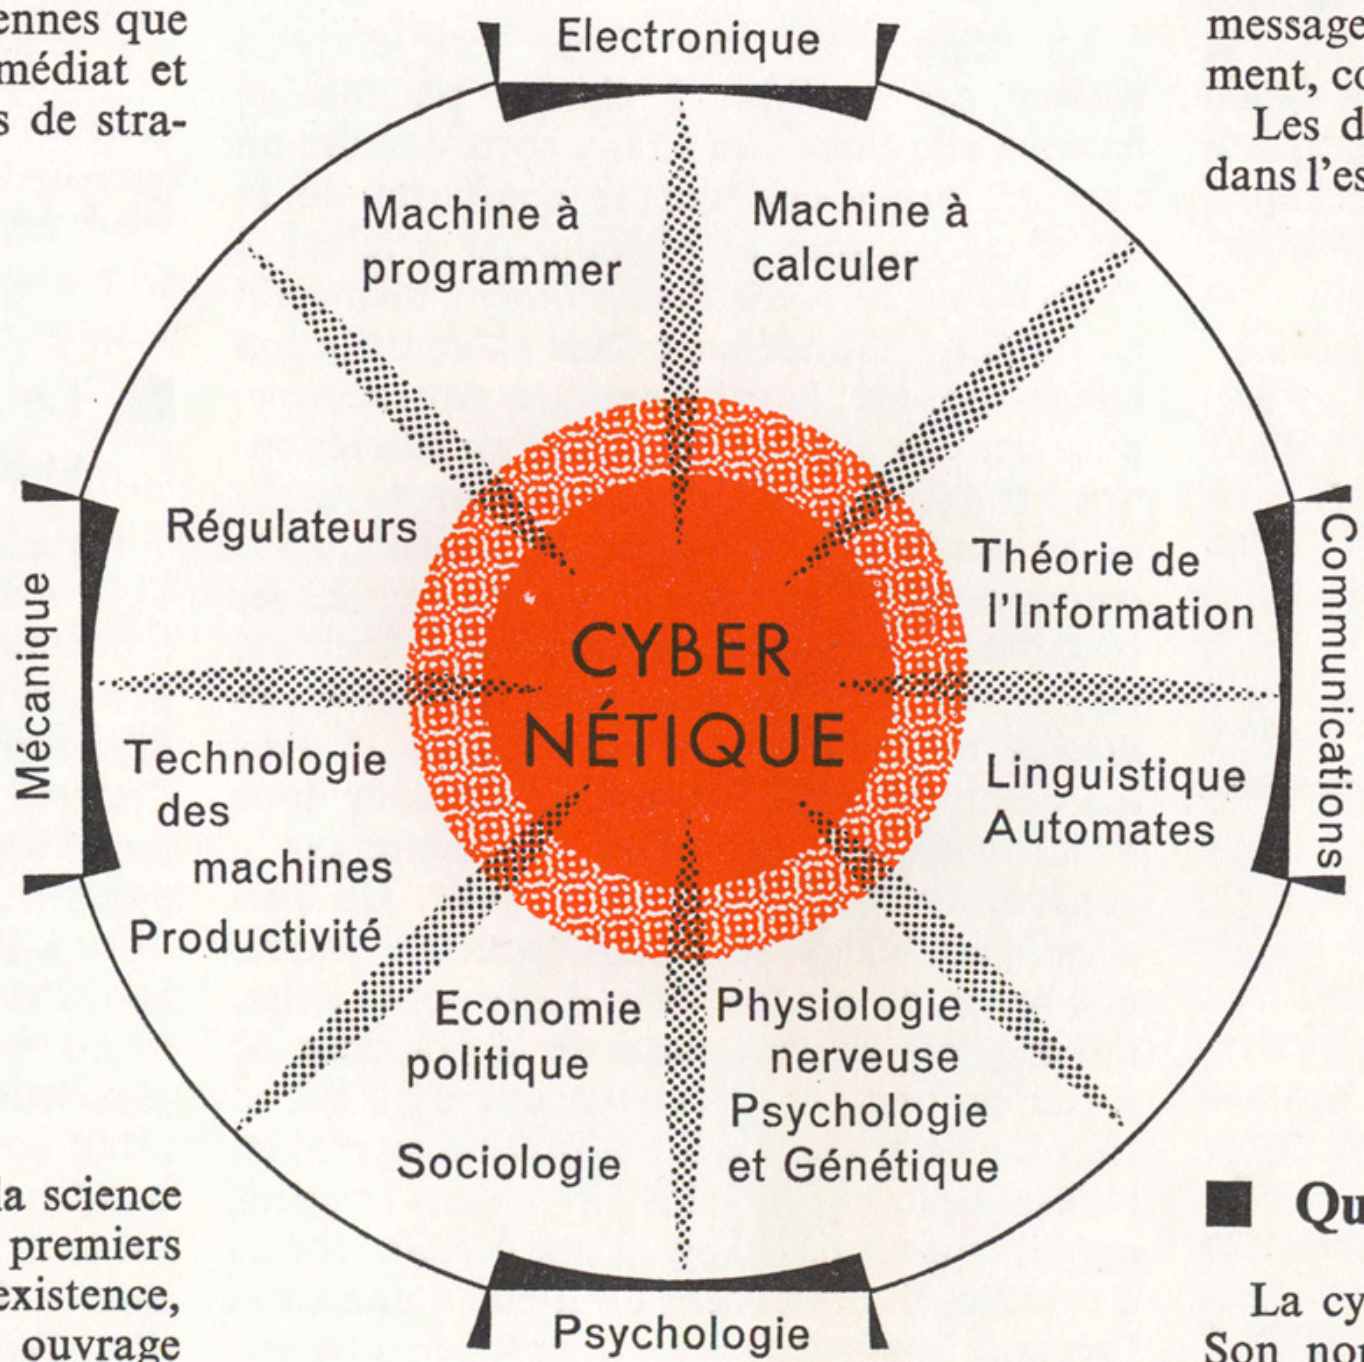 ennes que
médiat et
s de stra-
la science
premiers
existence,
ouvrage
Electronique
Machine à
programmer
Machine à
calculer
Régulateurs
Théorie de
l'Information
Mécanique
CYBER
NÉTIQUE
Communications
Technologie
des
machines
Productivité
Linguistique
Automates
Economie
politique
Sociologie
Physiologie
nerveuse
Psychologie
et Génétique
Psychologie
message
ment, co
Les d
dans l'es
■ Qu
La cy
Son nom